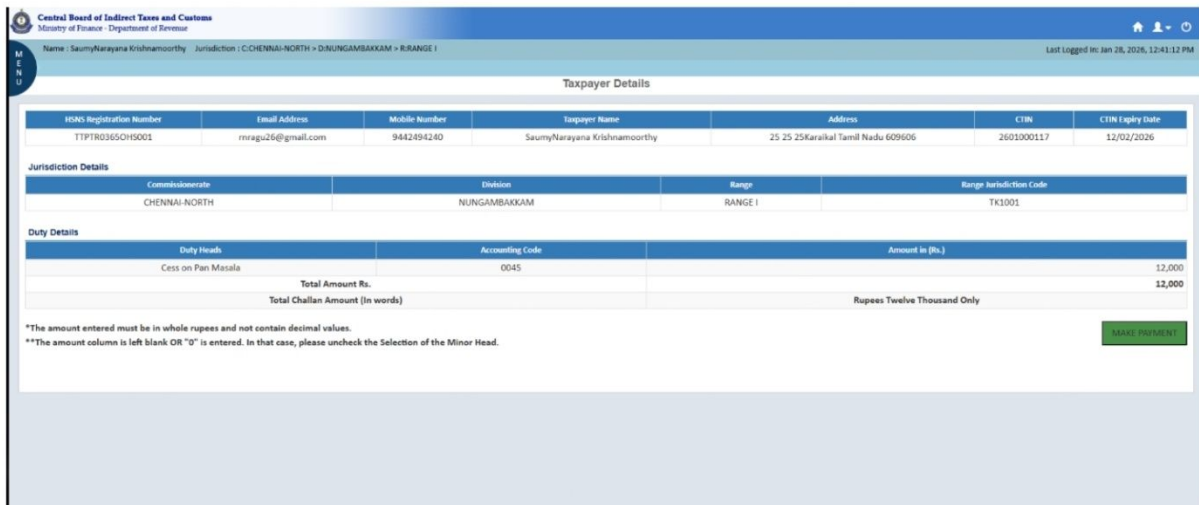 Central Board of Indirect Taxes and Customs
Ministry of Finance - Department of Revenue
MENU
Name : SaumyNarayana Krishnamoorthy Jurisdiction : C:CHENNAI-NORTH > D:NUNGAMBAKKAM > R:RANGE I
Last Logged In: Jan 28, 2026, 12:41:12 PM
Taxpayer Details
HSNS Registration Number Email Address Mobile Number Taxpayer Name Address CTIN CTIN Expiry Date
TTPTR0365OHS001 rnragu26@gmail.com 9442494240 SaumyNarayana Krishnamoorthy 25 25 25Karaikal Tamil Nadu 609606 2601000117 12/02/2026
Jurisdiction Details
Commissionerate Division Range Range Jurisdiction Code
CHENNAI-NORTH NUNGAMBAKKAM RANGE I TK1001
Duty Details
Duty Heads Accounting Code Amount in (Rs.)
Cess on Pan Masala 0045 12,000
Total Amount Rs. 12,000
Total Challan Amount (In words) Rupees Twelve Thousand Only
*The amount entered must be in whole rupees and not contain decimal values.
**The amount column is left blank OR "0" is entered. In that case, please uncheck the Selection of the Minor Head.
MAKE PAYMENT